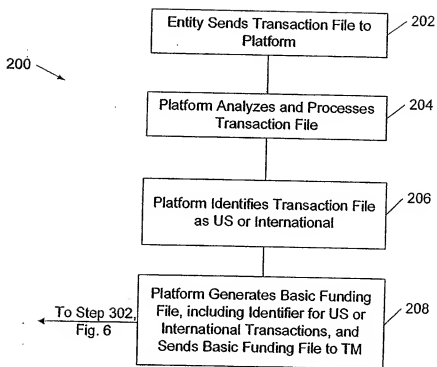 Entity Sends Transaction File to
Platform
202
200
Platform Analyzes and Processes
Transaction File
204
Platform Identifies Transaction File
as US or International
206
Platform Generates Basic Funding
File, including Identifier for US or
International Transactions, and
Sends Basic Funding File to TM
208
To Step 302,
Fig. 6